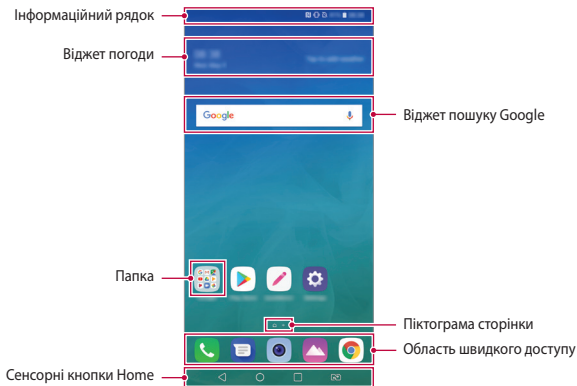 Інформаційний рядок
Віджет погоди
Google
Віджет пошуку Google
Папка
Піктограма сторінки
Область швидкого доступу
Сенсорні кнопки Home